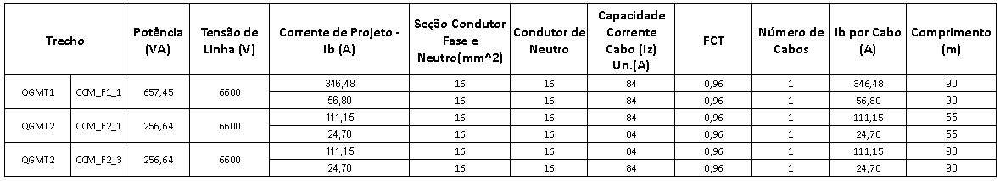 Trecho Potência (VA) Tensão de Linha (V) Corrente de Projeto - Ib (A) Seção Condutor Fase e Neutro(mm^2) Condutor de Neutro Capacidade Corrente Cabo (Iz) Un.(A) FCT Número de Cabos Ib por Cabo (A) Comprimento (m)
QGMT1 CCM_F1_1 657,45 6600 346,48 16 16 84 0,96 1 346,48 90
56,80 16 16 84 0,96 1 56,80 90
QGMT2 CCM_F2_1 256,64 6600 111,15 16 16 84 0,96 1 111,15 55
24,70 16 16 84 0,96 1 24,70 55
QGMT2 CCM_F2_3 256,64 6600 111,15 16 16 84 0,96 1 111,15 90
24,70 16 16 84 0,96 1 24,70 90